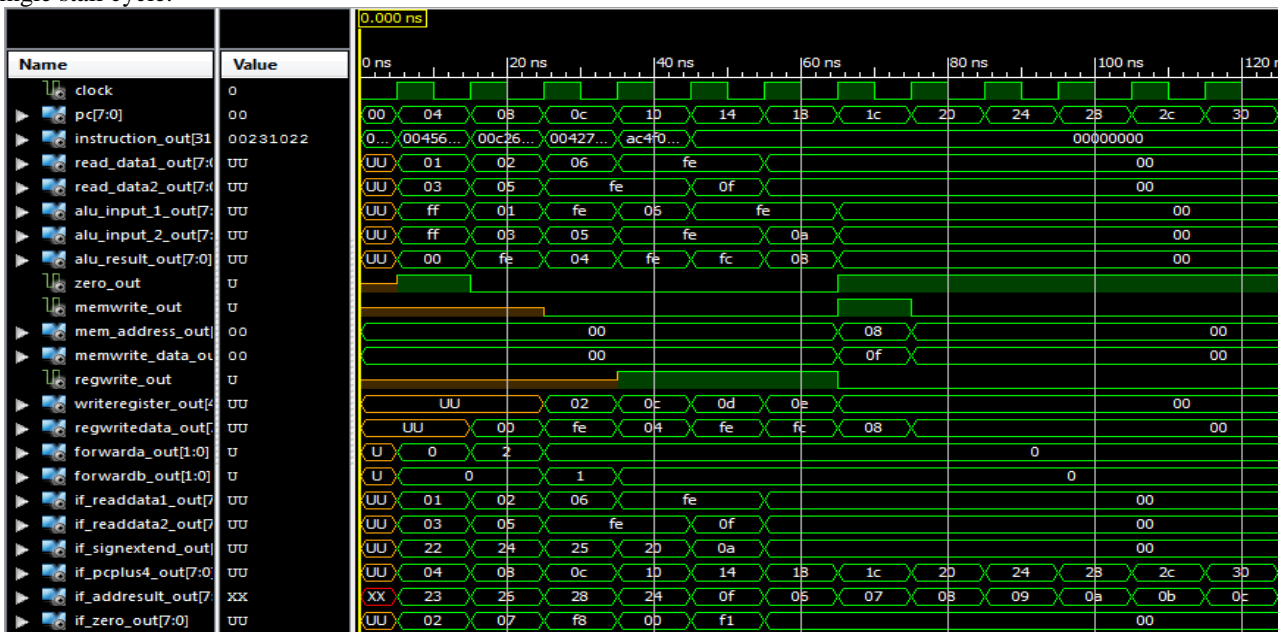 ngle stall cycle.
0.000 ns
Name Value 0 ns 20 ns 40 ns 60 ns 80 ns 100 ns 120 n
clock 0
pc[7:0] 00 00 04 08 0c 10 14 18 1c 20 24 28 2c 30
instruction_out[31 00231022 0... 00456... 00c26... 00427... ac4f0... 00000000
read_data1_out[7:0 UU UU 01 02 06 fe 00
read_data2_out[7:0 UU UU 03 05 fe 0f 00
alu_input_1_out[7: UU UU ff 01 fe 06 fe 00
alu_input_2_out[7: UU UU ff 03 05 fe 0a 00
alu_result_out[7:0] UU UU 00 fe 04 fe fc 08 00
zero_out U
memwrite_out U
mem_address_out[ 00 00 08 00
memwrite_data_ou 00 00 0f 00
regwrite_out U
writeregister_out[4 UU UU 02 0c 0d 0e 00
regwritedata_out[ UU UU 00 fe 04 fe fc 08 00
forwarda_out[1:0] U U 0 2 0
forwardb_out[1:0] U U 0 1 0
if_readdata1_out[7 UU UU 01 02 06 fe 00
if_readdata2_out[7 UU UU 03 05 fe 0f 00
if_signextend_out[ UU UU 22 24 25 20 0a 00
if_pcplus4_out[7:0] UU UU 04 08 0c 10 14 18 1c 20 24 28 2c 30
if_addresult_out[7: XX XX 23 25 28 24 0f 05 07 08 09 0a 0b 0c
if_zero_out[7:0] UU UU 02 07 f8 00 f1 00